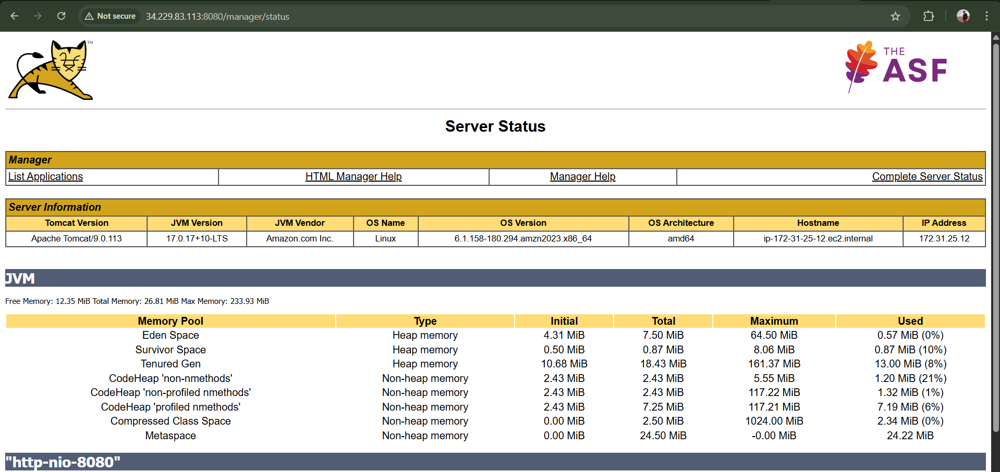 Not secure 34.229.83.113:8080/manager/status
TM
THE
ASF
Server Status
Manager
List Applications HTML Manager Help Manager Help Complete Server Status
Server Information
Tomcat Version JVM Version JVM Vendor OS Name OS Version OS Architecture Hostname IP Address
Apache Tomcat/9.0.113 17.0.17+10-LTS Amazon.com Inc. Linux 6.1.158-180.294.amzn2023.x86_64 amd64 ip-172-31-25-12.ec2.internal 172.31.25.12
JVM
Free Memory: 12.35 MiB Total Memory: 26.81 MiB Max Memory: 233.93 MiB
Memory Pool Type Initial Total Maximum Used
Eden Space Heap memory 4.31 MiB 7.50 MiB 64.50 MiB 0.57 MiB (0%)
Survivor Space Heap memory 0.50 MiB 0.87 MiB 8.06 MiB 0.87 MiB (10%)
Tenured Gen Heap memory 10.68 MiB 18.43 MiB 161.37 MiB 13.00 MiB (8%)
CodeHeap 'non-nmethods' Non-heap memory 2.43 MiB 2.43 MiB 5.55 MiB 1.20 MiB (21%)
CodeHeap 'non-profiled nmethods' Non-heap memory 2.43 MiB 2.43 MiB 117.22 MiB 1.32 MiB (1%)
CodeHeap 'profiled nmethods' Non-heap memory 2.43 MiB 7.25 MiB 117.21 MiB 7.19 MiB (6%)
Compressed Class Space Non-heap memory 0.00 MiB 2.50 MiB 1024.00 MiB 2.34 MiB (0%)
Metaspace Non-heap memory 0.00 MiB 24.50 MiB -0.00 MiB 24.22 MiB
"http-nio-8080"